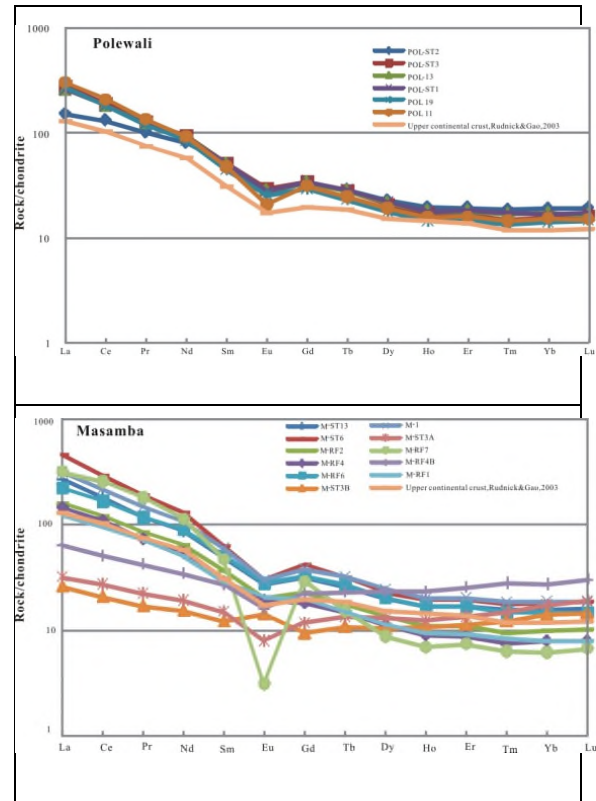 1000
Polewali
POL-ST2
POL-ST3
POL-13
POL-ST1
POL 19
POL 11
Upper continental crust,Rudnick&Gao,2003
100
Rock/chondrite
10
1
La Ce Pr Nd Sm Eu Gd Tb Dy Ho Er Tm Yb Lu
1000
Masamba
M-ST13 M-1
M-ST6 M-ST3A
M-RF2 M-RF7
M-RF4 M-RF4B
M-RF6 M-RF1
M-ST3B Upper continental crust,Rudnick&Gao,2003
100
Rock/chondrite
10
1
La Ce Pr Nd Sm Eu Gd Tb Dy Ho Er Tm Yb Lu